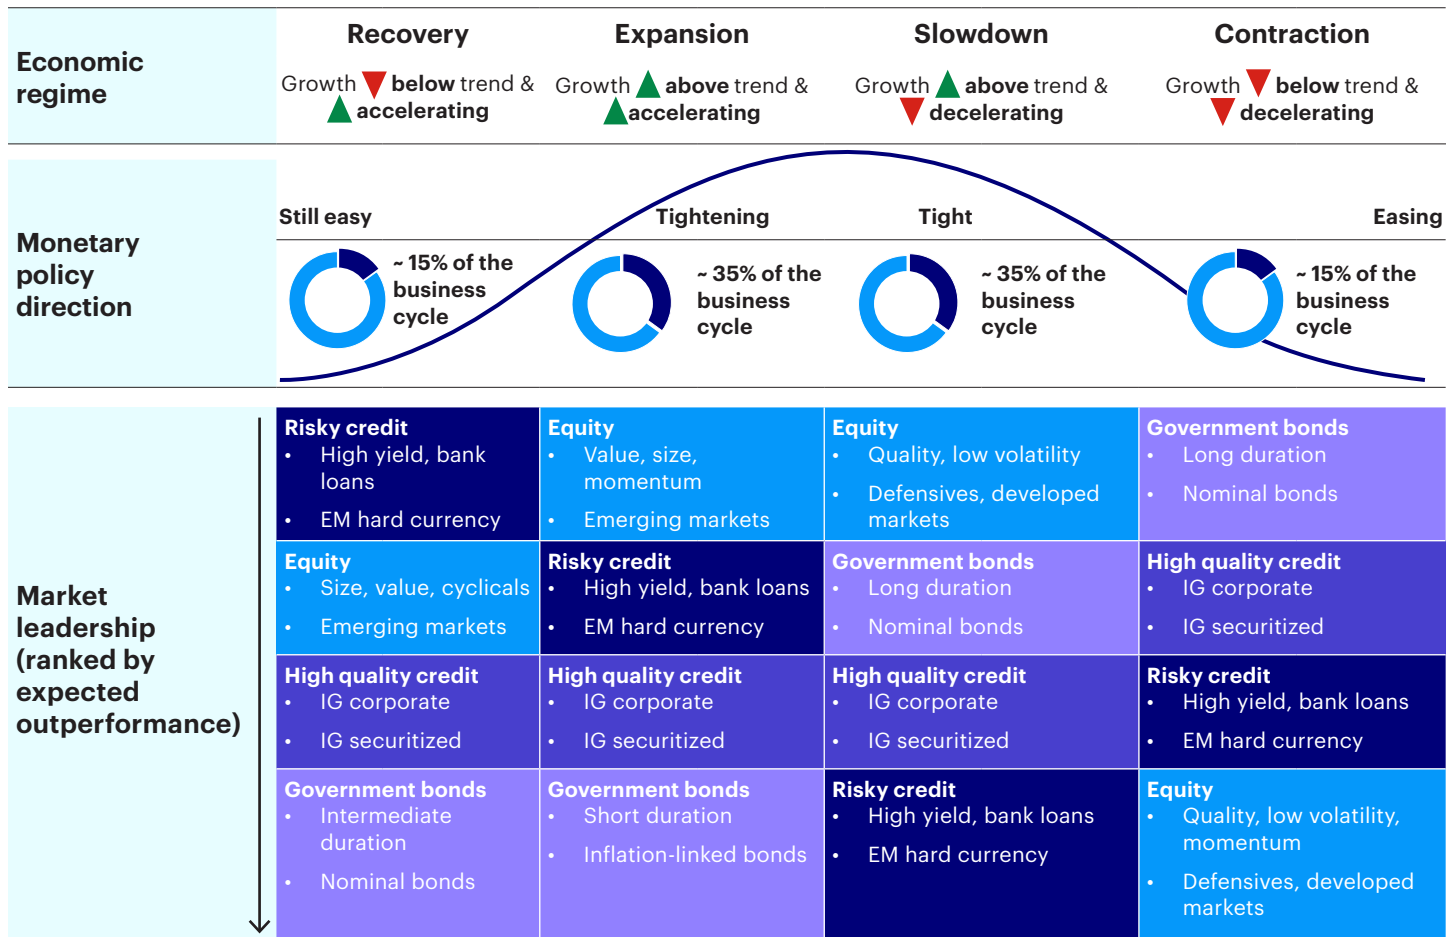 Economic
regime
Recovery
Growth ▼ below trend &
▲ accelerating
Expansion
Growth ▲ above trend &
▲accelerating
Slowdown
Growth ▲ above trend &
▼ decelerating
Contraction
Growth ▼ below trend &
▼ decelerating
Monetary
policy
direction
Still easy
~ 15% of the
business
cycle
Tightening
~ 35% of the
business
cycle
Tight
~ 35% of the
business
cycle
Easing
~ 15% of the
business
cycle
Market
leadership
(ranked by
expected
outperformance)
Risky credit
• High yield, bank
loans
• EM hard currency
Equity
• Value, size,
momentum
• Emerging markets
Equity
• Quality, low volatility
• Defensives, developed
markets
Government bonds
• Long duration
• Nominal bonds
Equity
• Size, value, cyclicals
• Emerging markets
Risky credit
• High yield, bank loans
• EM hard currency
Government bonds
• Long duration
• Nominal bonds
High quality credit
• IG corporate
• IG securitized
High quality credit
• IG corporate
• IG securitized
High quality credit
• IG corporate
• IG securitized
High quality credit
• IG corporate
• IG securitized
Risky credit
• High yield, bank loans
• EM hard currency
Government bonds
• Intermediate
duration
• Nominal bonds
Government bonds
• Short duration
• Inflation-linked bonds
Risky credit
• High yield, bank loans
• EM hard currency
Equity
• Quality, low volatility,
momentum
• Defensives, developed
markets